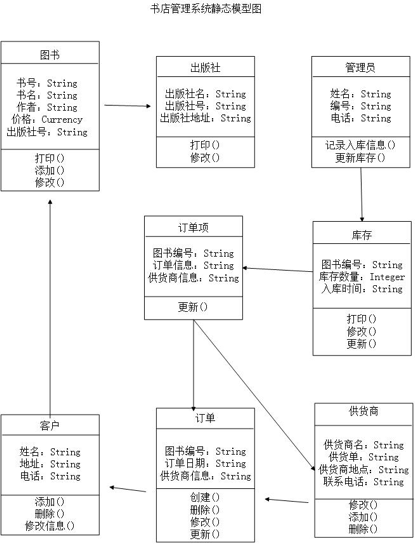 书店管理系统静态模型图
图书
书号：String
书名：String
作者：String
价格：Currency
出版社号：String
打印()
添加()
修改()
出版社
出版社名：String
出版社号：String
出版社地址：String
打印()
修改()
管理员
姓名：String
编号：String
电话：String
记录入库信息()
更新库存()
订单项
图书编号：String
订单信息：String
供货商信息：String
更新()
库存
图书编号：String
库存数量：Integer
入库时间：String
打印()
修改()
更新()
客户
姓名：String
地址：String
电话：String
添加()
删除()
修改信息()
订单
图书编号：String
订单日期：String
供货商信息：String
创建()
删除()
修改()
更新()
供货商
供货商名：String
供货单：String
供货商地点：String
联系电话：String
修改()
添加()
删除()